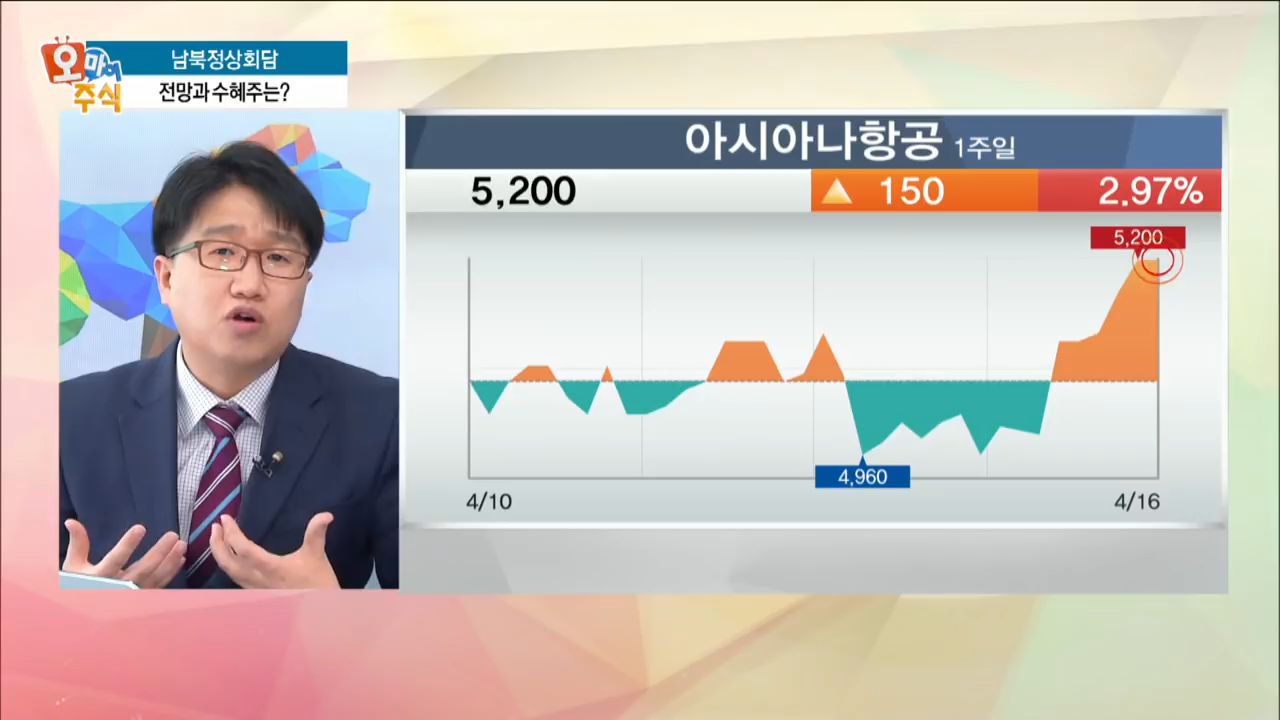 오마이
주식
남북정상회담
전망과 수혜주는?
아시아나항공 1주일
5,200 ▲ 150 2.97%
5,200
4,960
4/10 4/16